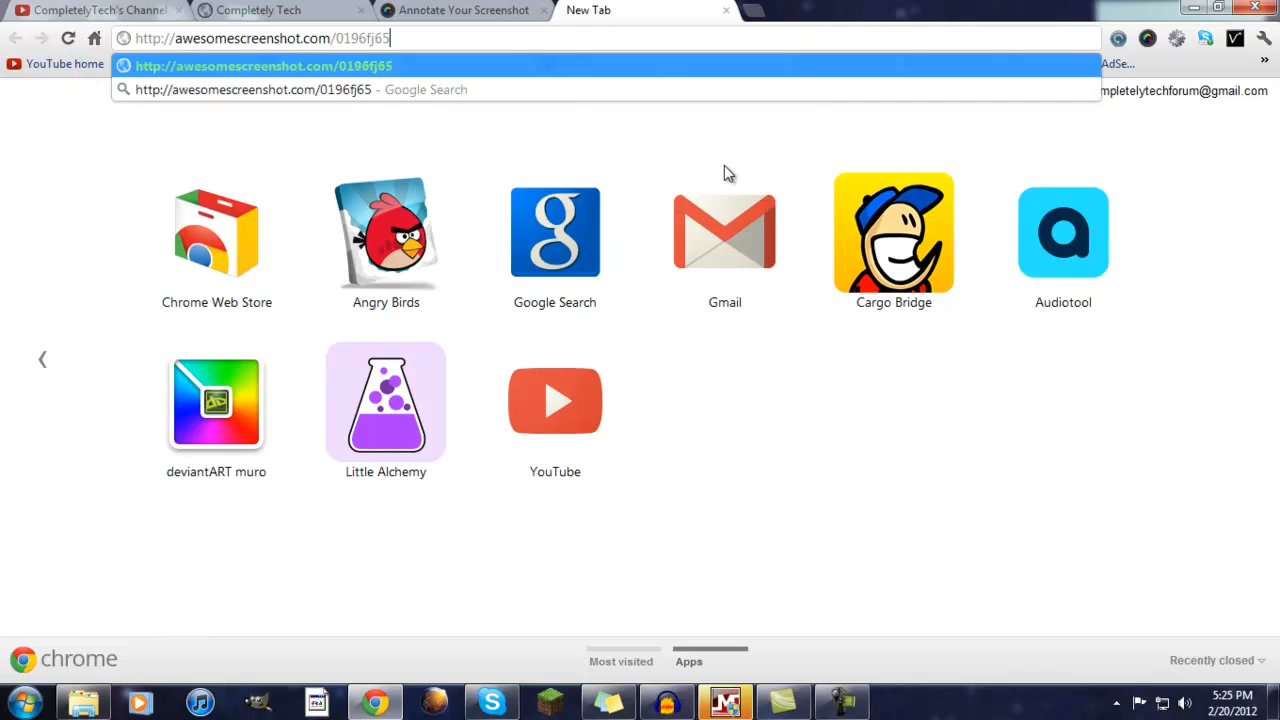 CompletelyTech's Channel
Completely Tech
Annotate Your Screenshot
New Tab
http://awesomescreenshot.com/0196fj65
YouTube home
http://awesomescreenshot.com/0196fj65
AdSe...
http://awesomescreenshot.com/0196fj65 - Google Search
mpletelytechforum@gmail.com
Chrome Web Store
Angry Birds
Google Search
Gmail
Cargo Bridge
Audiotool
deviantART muro
Little Alchemy
YouTube
chrome
Most visited
Apps
Recently closed
5:25 PM
2/20/2012